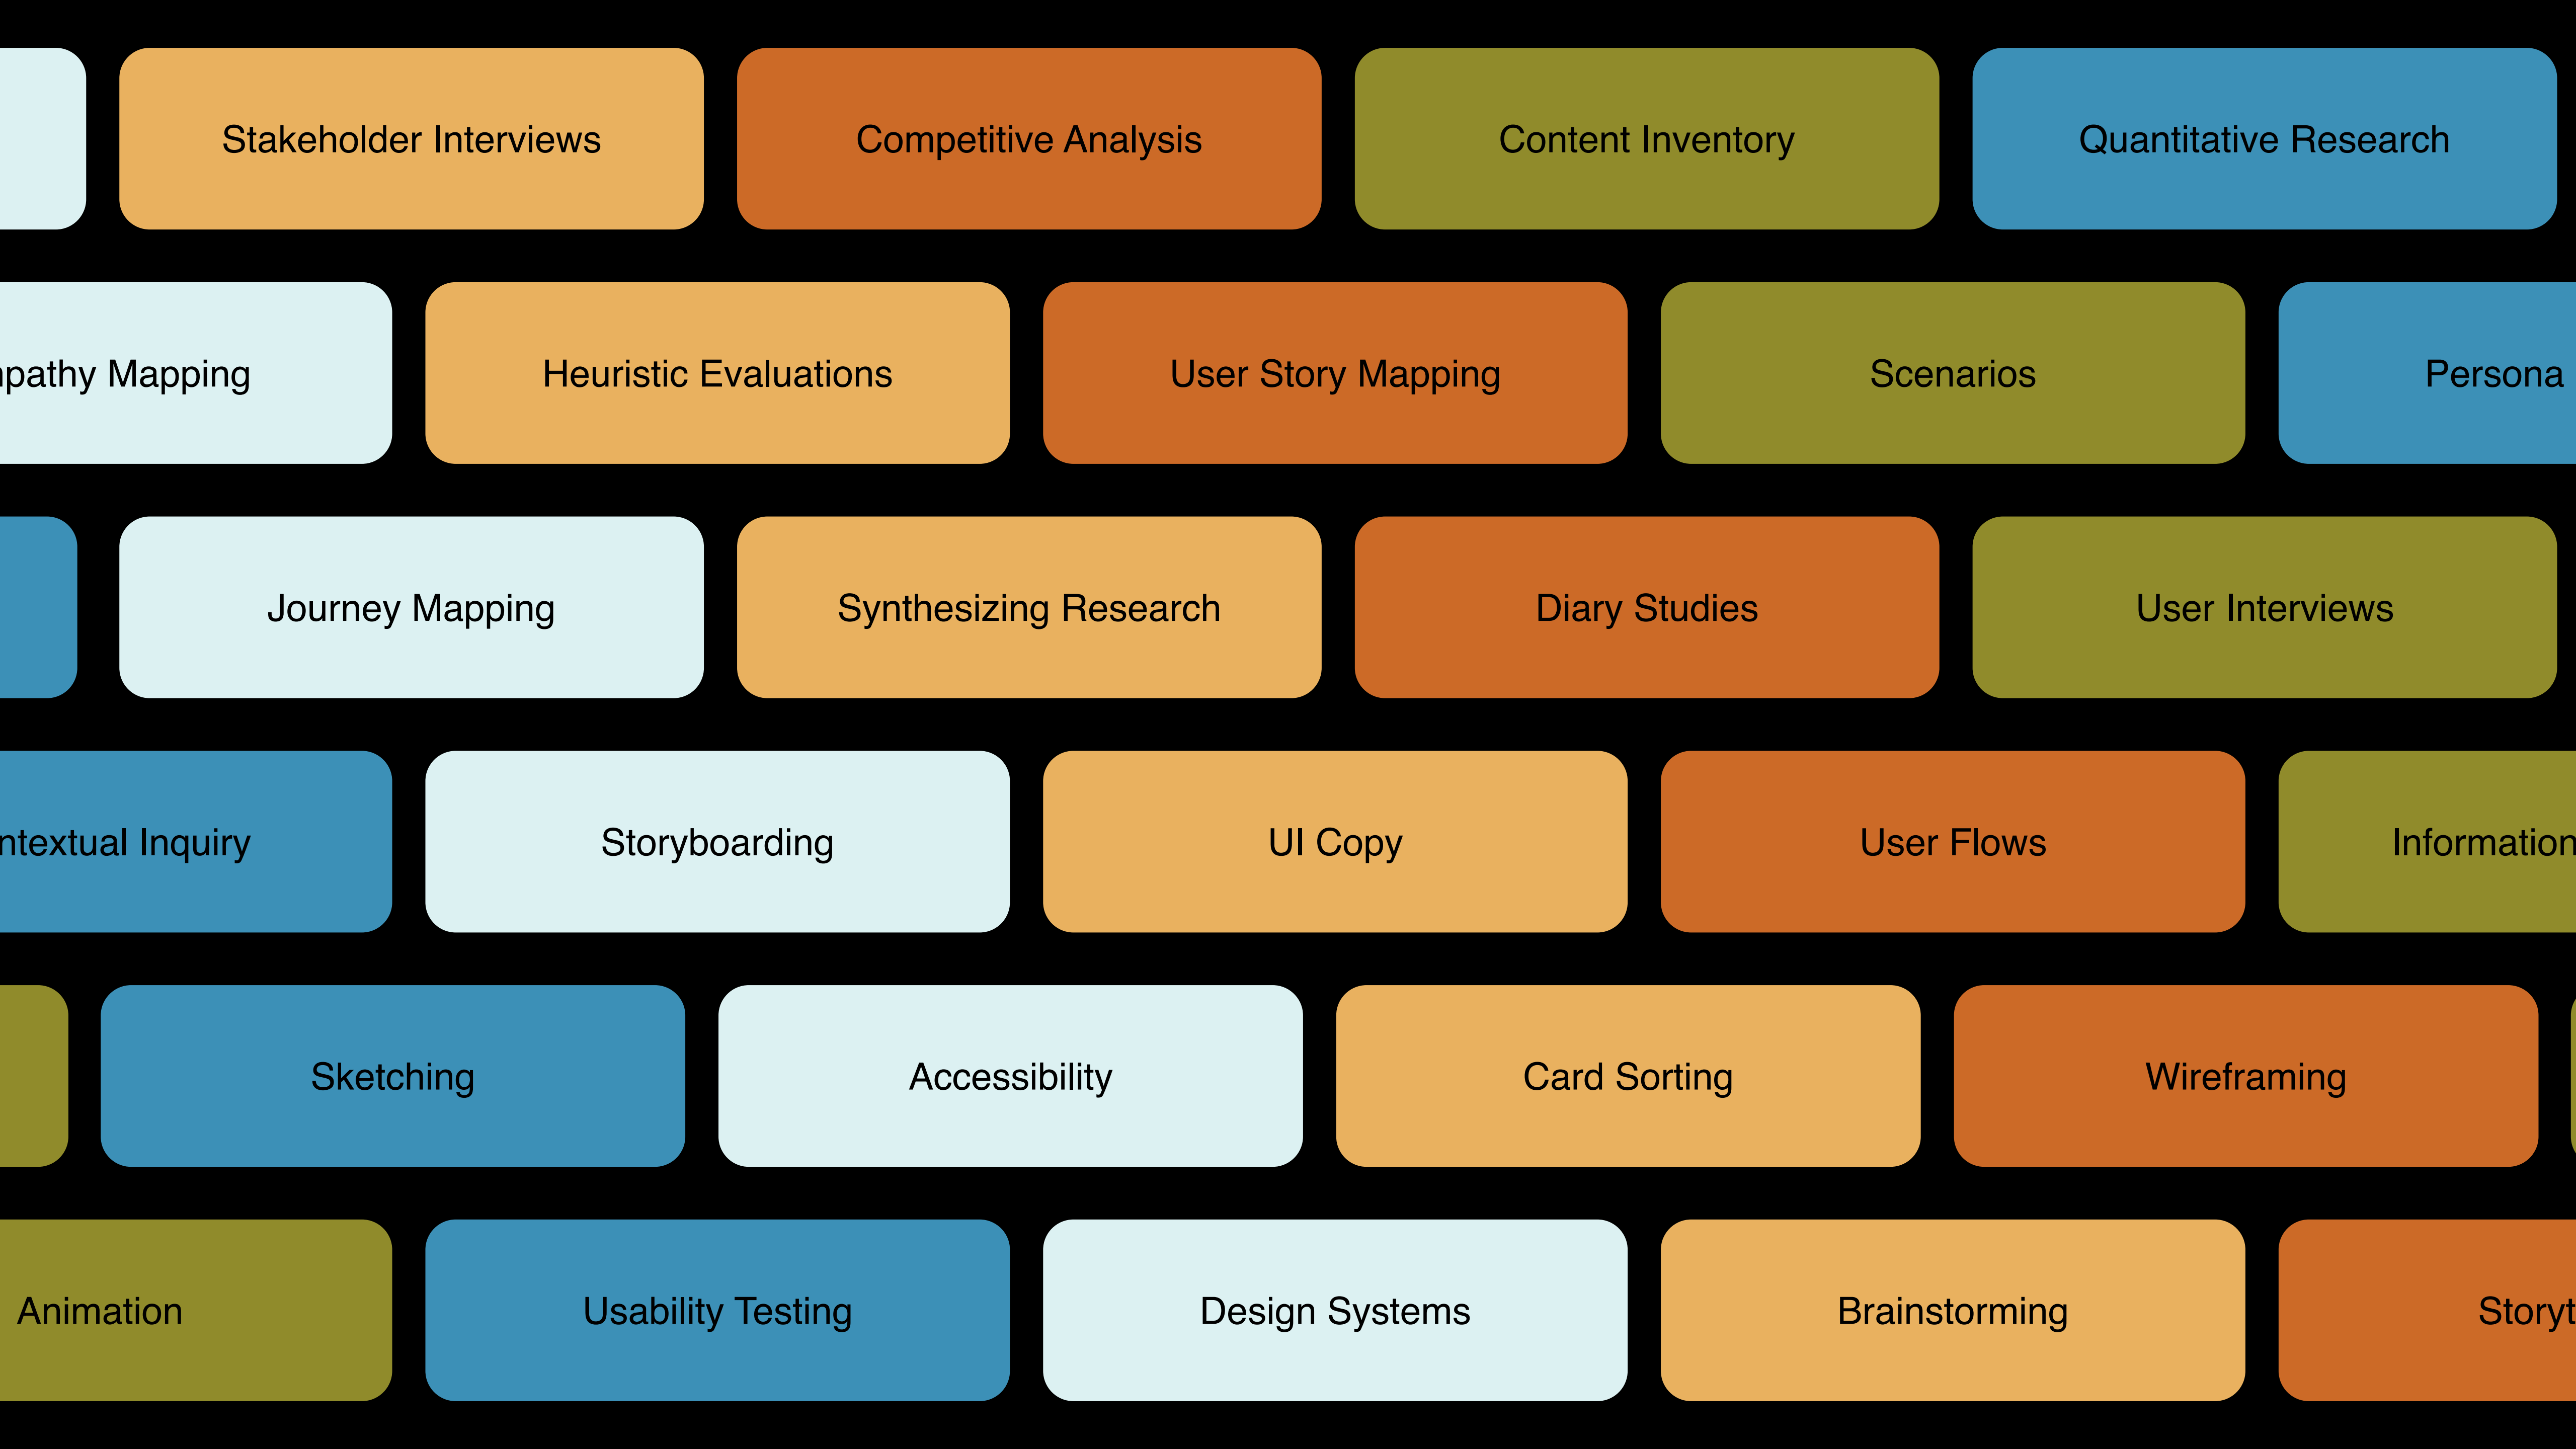 Stakeholder Interviews
Competitive Analysis
Content Inventory
Quantitative Research
pathy Mapping
Heuristic Evaluations
User Story Mapping
Scenarios
Persona
Journey Mapping
Synthesizing Research
Diary Studies
User Interviews
ntextual Inquiry
Storyboarding
UI Copy
User Flows
Information
Sketching
Accessibility
Card Sorting
Wireframing
Animation
Usability Testing
Design Systems
Brainstorming
Storyt